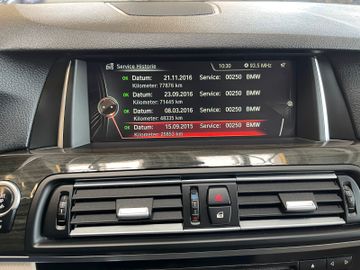 10:30 93.5 MHz
Service Historie
OK Datum: 21.11.2016 Service: 00250 BMW
Kilometer: 77876 km
OK Datum: 23.09.2016 Service: 00250 BMW
Kilometer: 71445 km
OK Datum: 08.03.2016 Service: 00250 BMW
Kilometer: 48335 km
OK Datum: 15.09.2015 Service: 00250 BMW